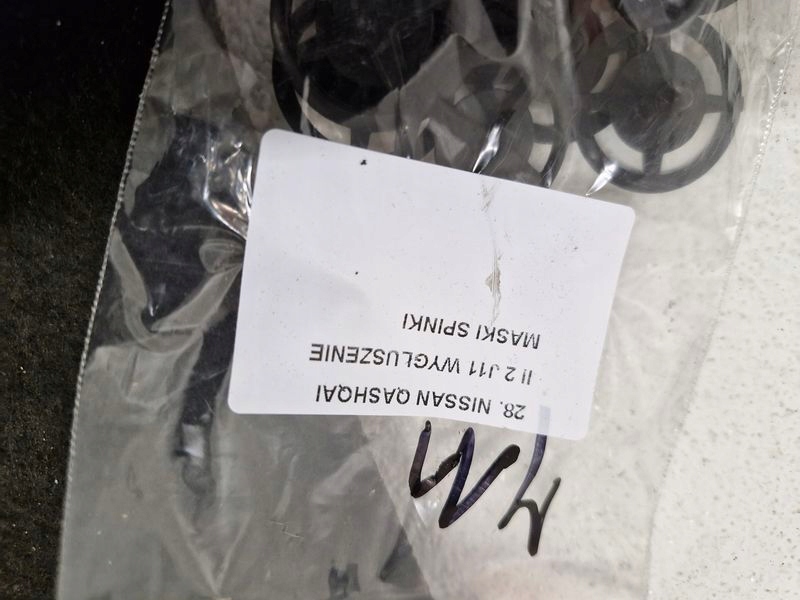 28. NISSAN QASHQAI
II 2 J11 WYGLUSZENIE
MASKI SPINKI